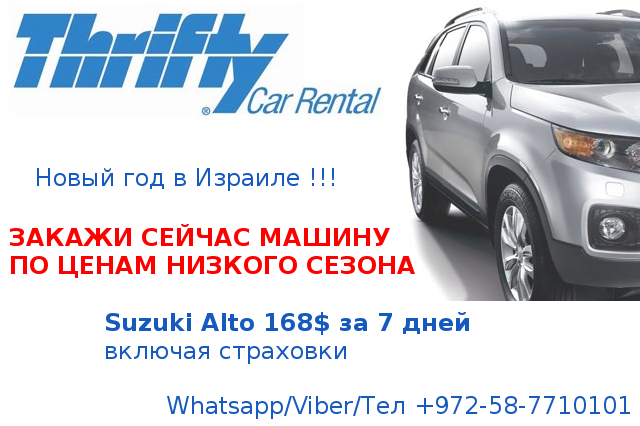 Thrifty
® Car Rental
Новый год в Израиле !!!
ЗАКАЖИ СЕЙЧАС МАШИНУ
ПО ЦЕНАМ НИЗКОГО СЕЗОНА
Suzuki Alto 168$ за 7 дней
включая страховки
Whatsapp/Viber/Тел +972-58-7710101